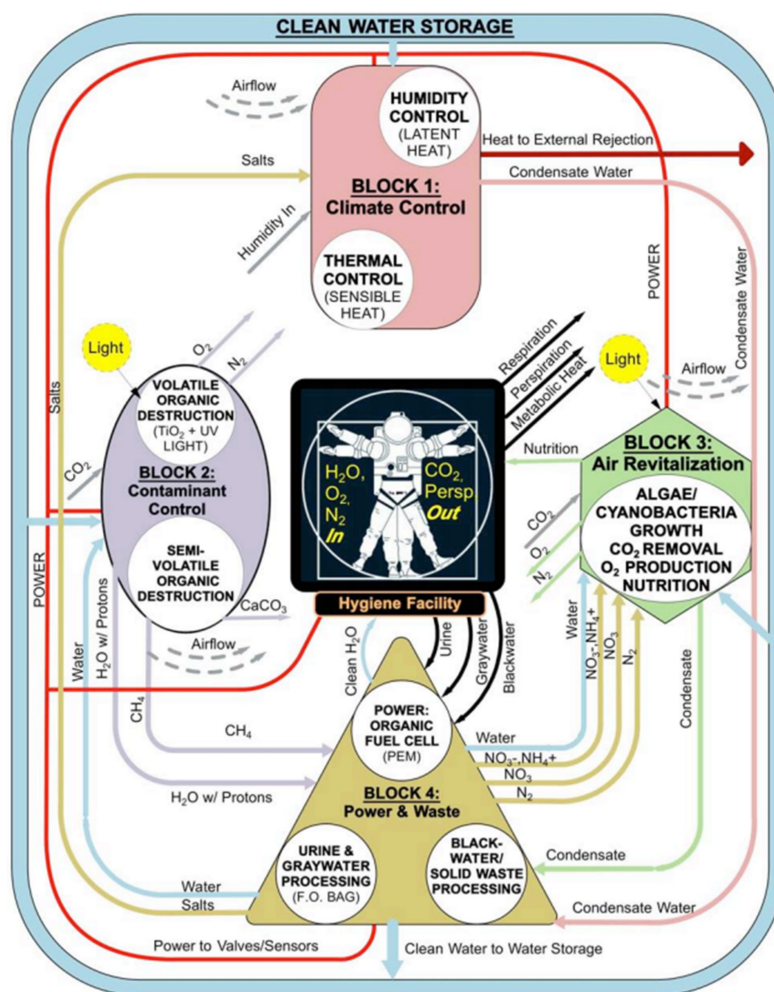 CLEAN WATER STORAGE
Airflow
HUMIDITY
CONTROL
(LATENT
HEAT)
Heat to External Rejection
Salts
Condensate Water
BLOCK 1:
Climate Control
Humidity In
THERMAL
CONTROL
(SENSIBLE
HEAT)
POWER
Condensate Water
O₂
N₂
Light
Respiration
Perspiration
Metabolic Heat
Light
Airflow
Salts
VOLATILE
ORGANIC
DESTRUCTION
(TiO₂ + UV
LIGHT)
CO₂
BLOCK 2:
Contaminant
Control
SEMI-
VOLATILE
ORGANIC
DESTRUCTION
CaCO₃
H₂O,
O₂,
N₂
In
CO₂,
Persp.
Out
Nutrition
BLOCK 3:
Air Revitalization
ALGAE/
CYANOBACTERIA
GROWTH
CO₂ REMOVAL
O₂ PRODUCTION
NUTRITION
CO₂
O₂
N₂
Hygiene Facility
POWER
Water
H₂O w/ Protons
CH₄
Airflow
Clean H₂O
Urine
Graywater
Blackwater
Water
NO₃-,NH₄+
NO₃
N₂
Condensate
CH₄
H₂O w/ Protons
POWER:
ORGANIC
FUEL CELL
(PEM)
Water
NO₃-,NH₄+
NO₃
N₂
BLOCK 4:
Power & Waste
URINE &
GRAYWATER
PROCESSING
(F.O. BAG)
BLACK-
WATER/
SOLID WASTE
PROCESSING
Condensate
Water
Salts
Condensate Water
Power to Valves/Sensors
Clean Water to Water Storage